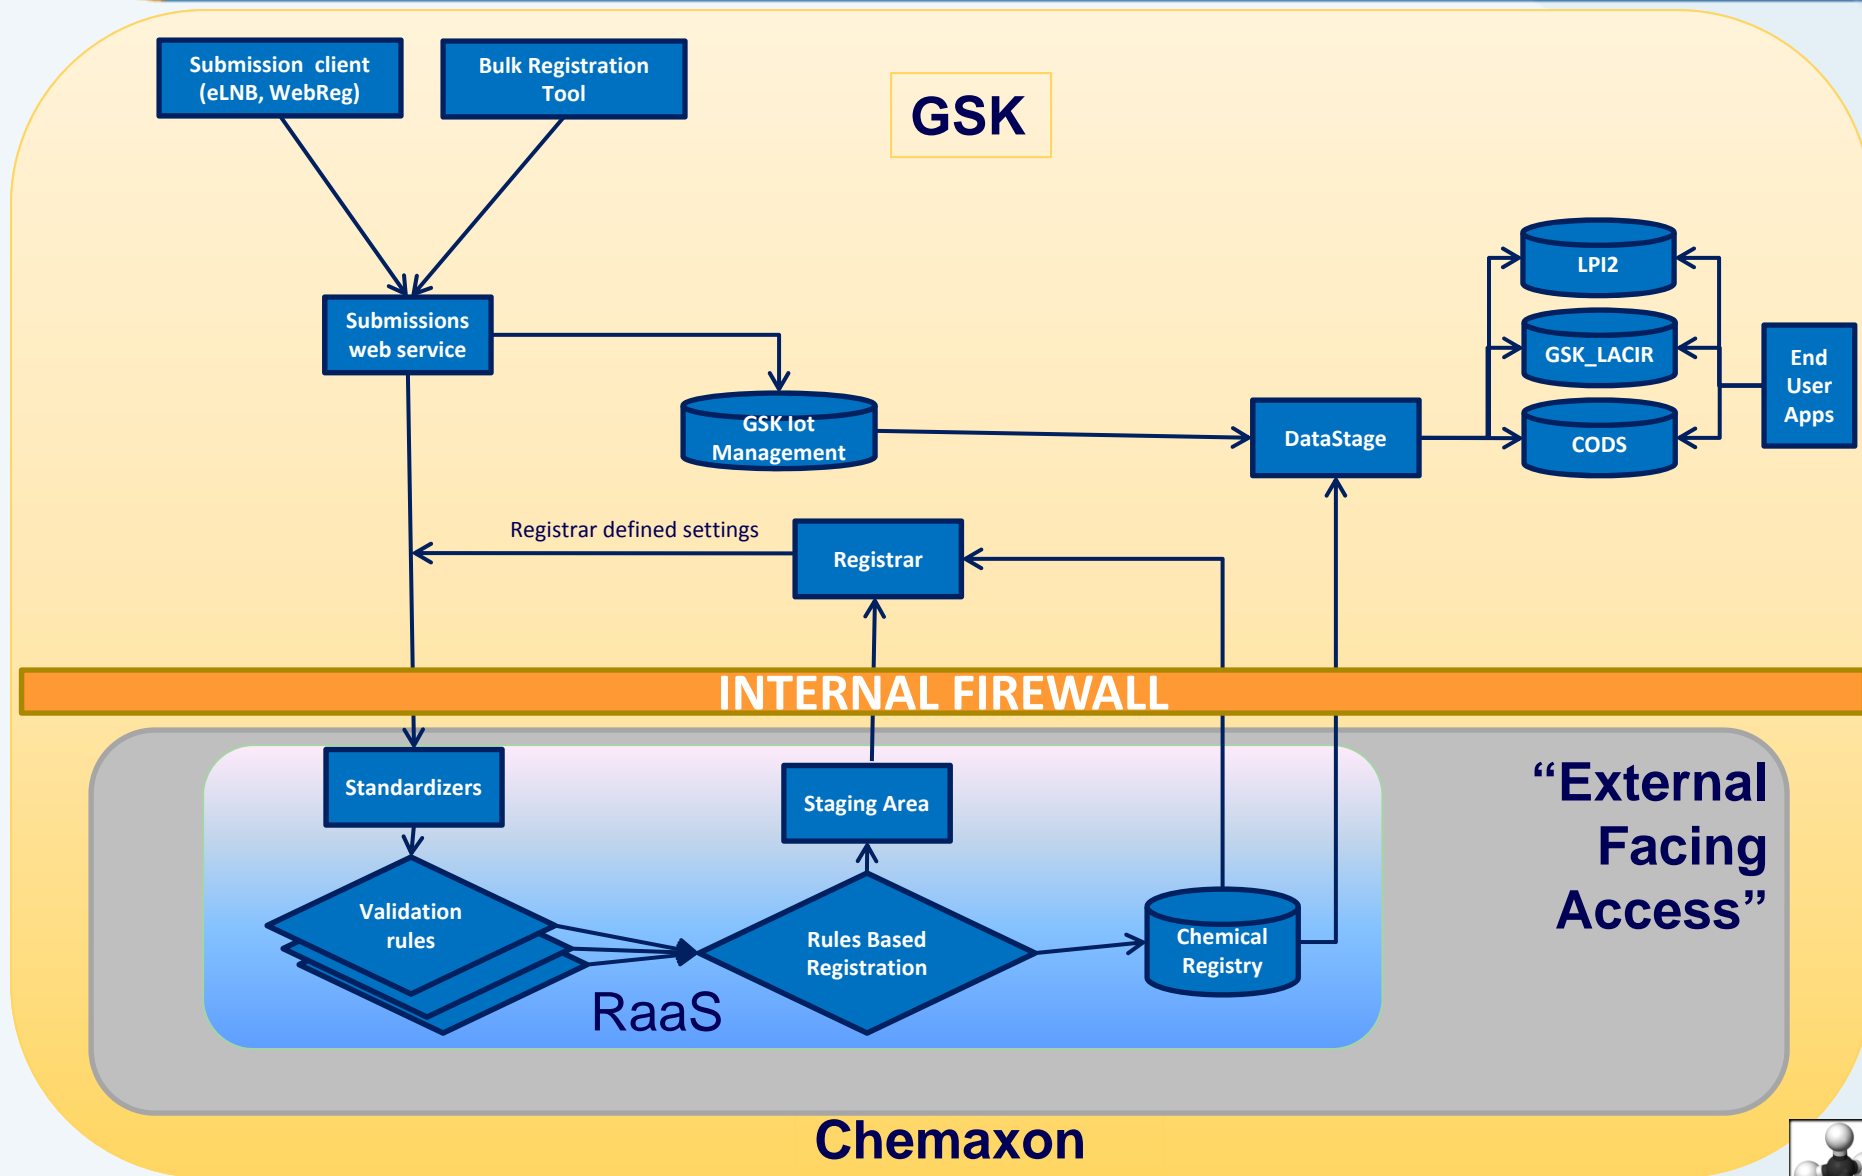 Submission client
(eLNB, WebReg)
Bulk Registration
Tool
GSK
Submissions
web service
GSK lot
Management
DataStage
LPI2
GSK_LACIR
CODS
End
User
Apps
Registrar defined settings
Registrar
INTERNAL FIREWALL
Standardizers
Staging Area
“External
Facing
Access”
Validation
rules
Rules Based
Registration
Chemical
Registry
RaaS
Chemaxon